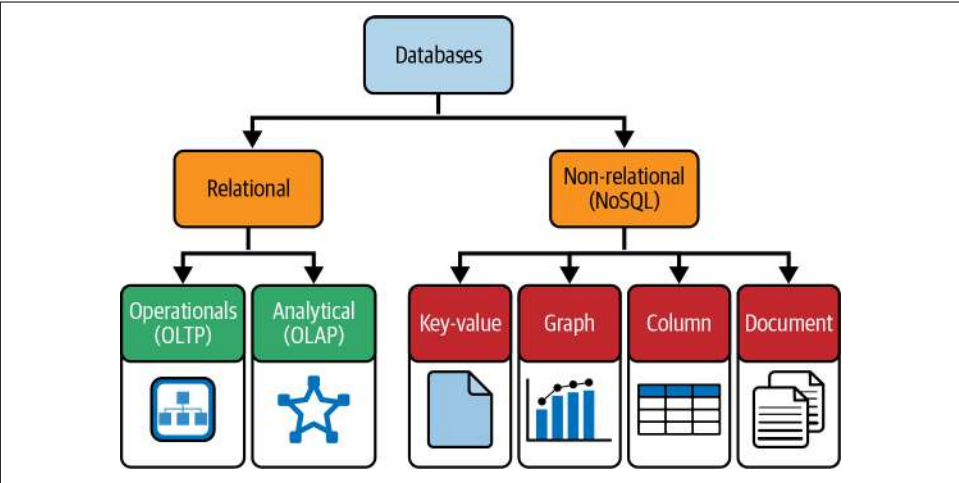 Databases
Relational
Non-relational
(NoSQL)
Operationals
(OLTP)
Analytical
(OLAP)
Key-value
Graph
Column
Document